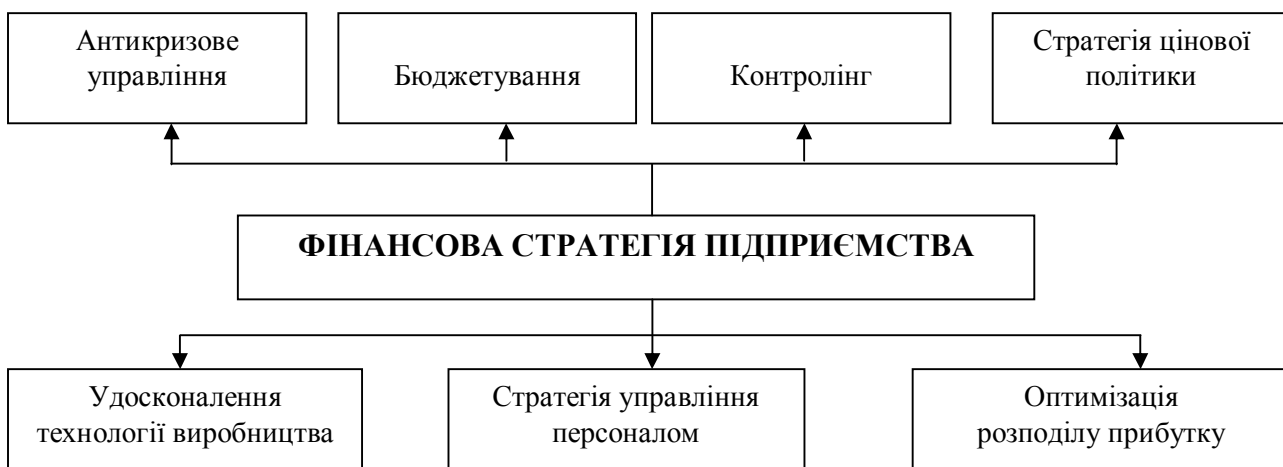 Антикризове
управління
Бюджетування
Контролінг
Стратегія цінової
політики
ФІНАНСОВА СТРАТЕГІЯ ПІДПРИЄМСТВА
Удосконалення
технології виробництва
Стратегія управління
персоналом
Оптимізація
розподілу прибутку